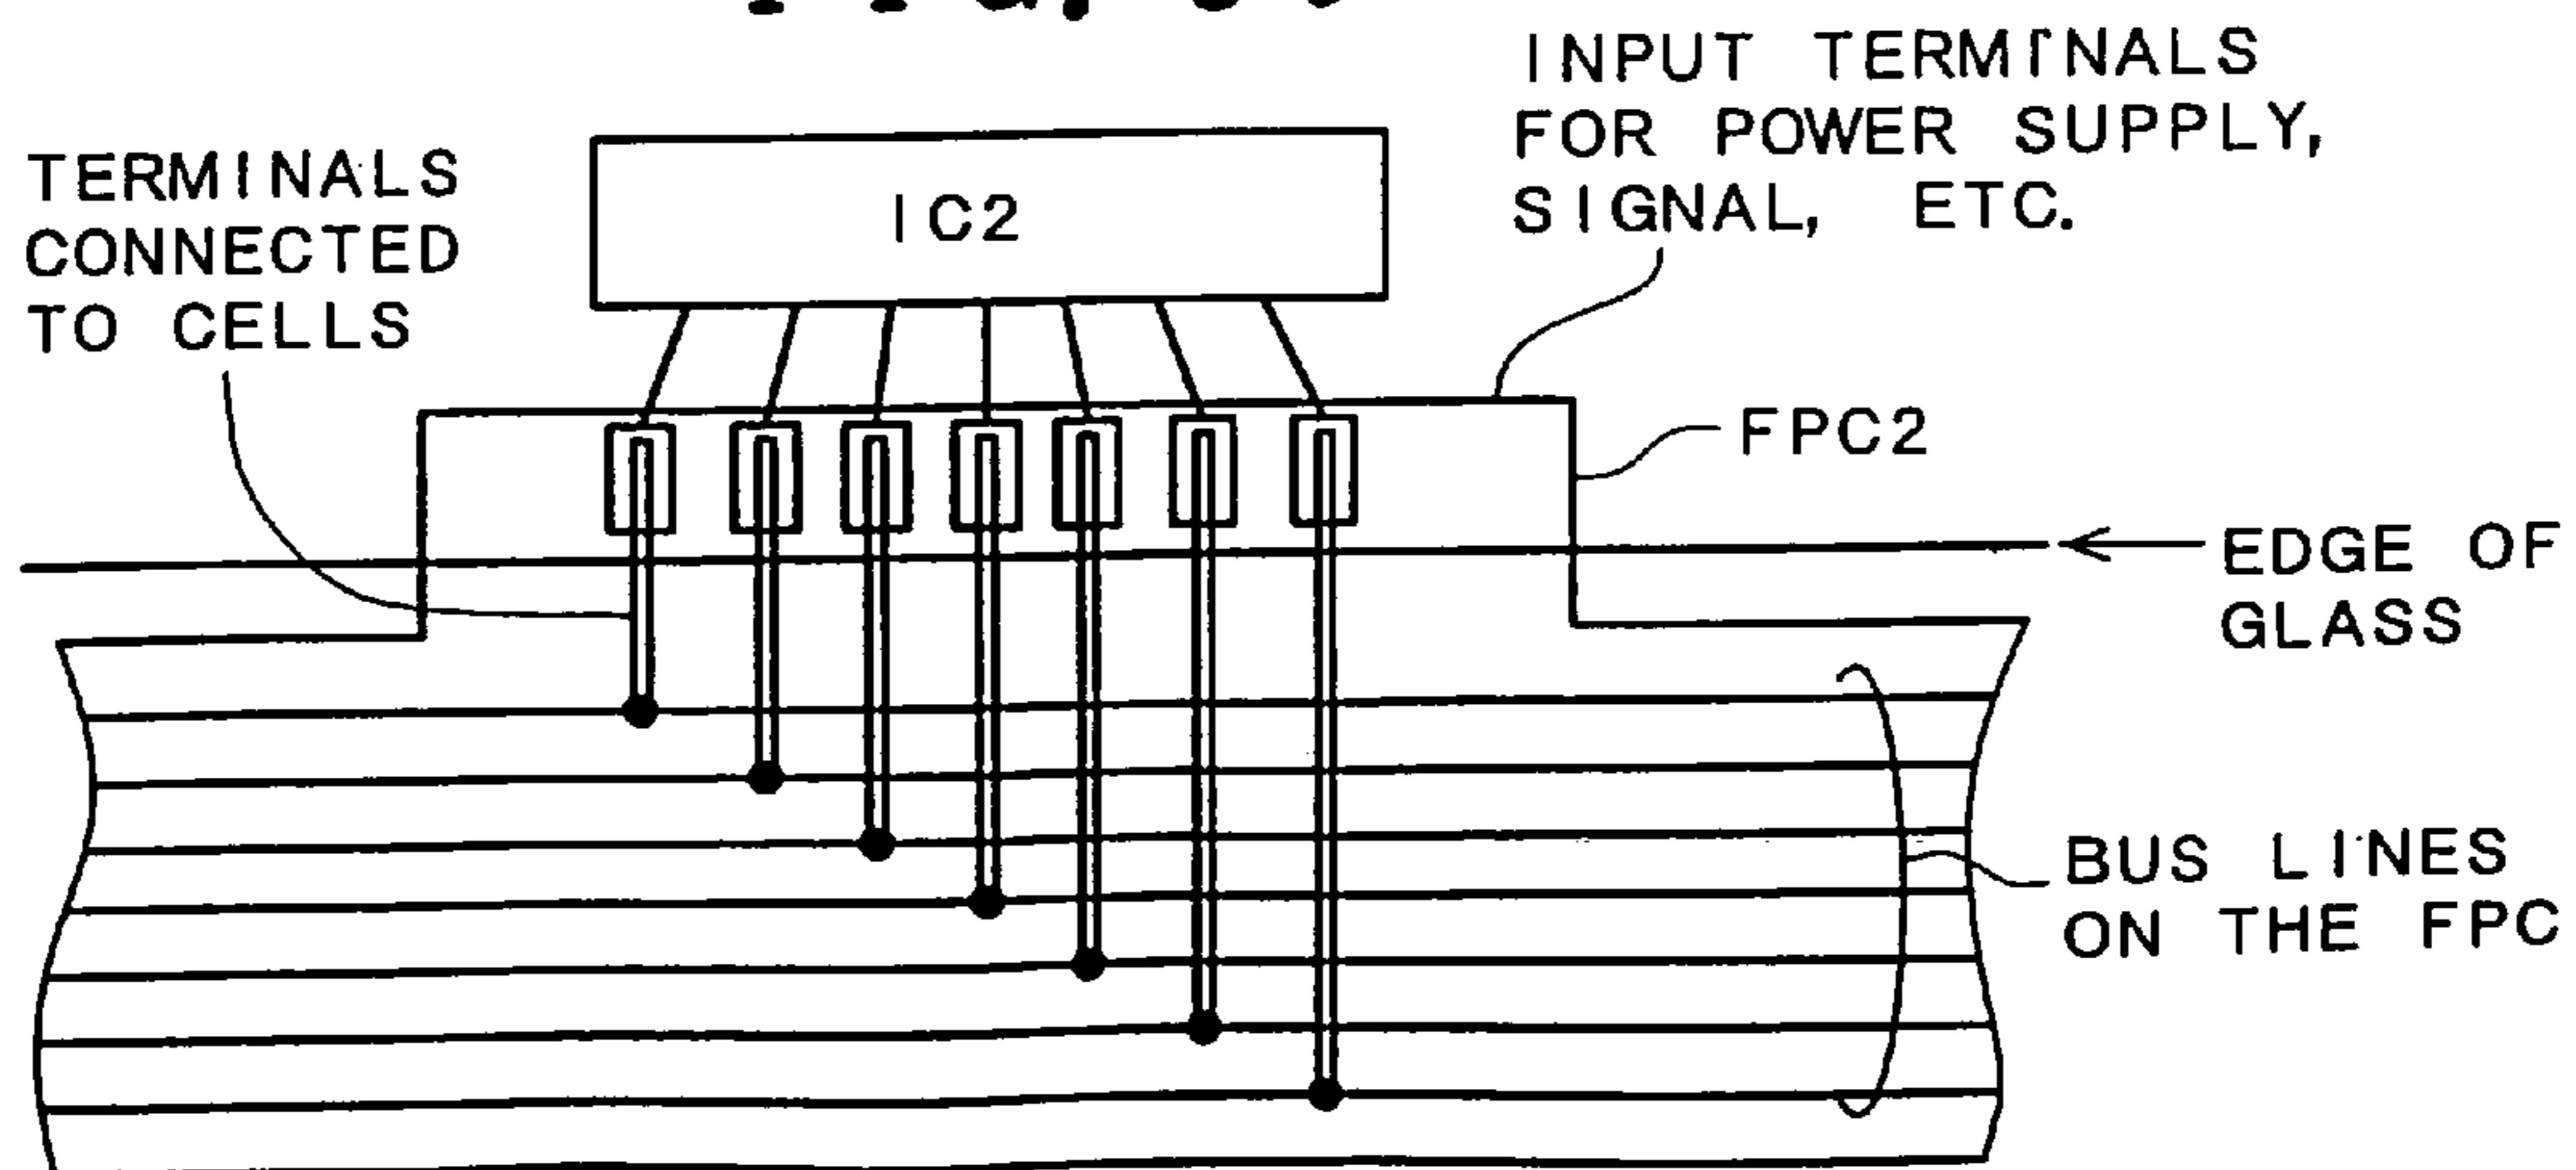 INPUT TERMINALS
FOR POWER SUPPLY,
SIGNAL, ETC.
TERMINALS
CONNECTED
TO CELLS
IC2
FPC2
EDGE OF
GLASS
BUS LINES
ON THE FPC